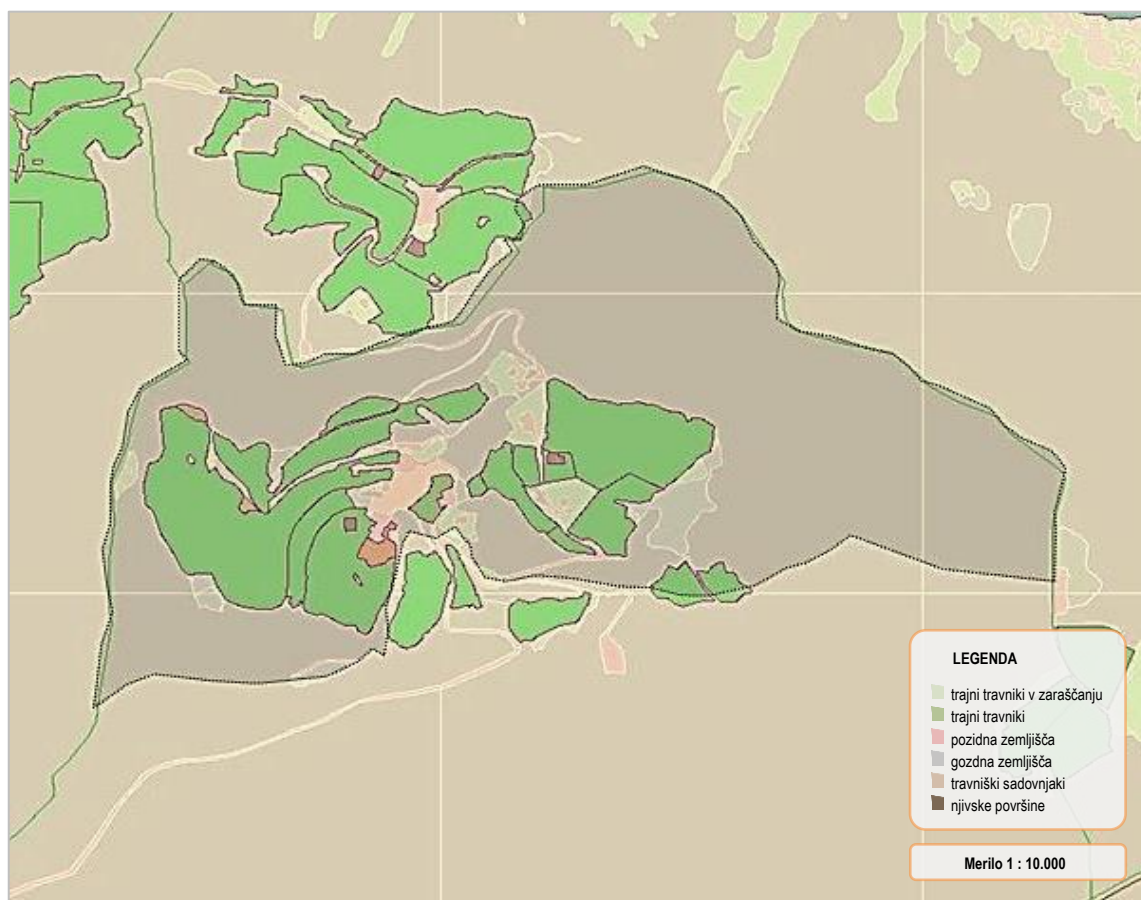 LEGENDA
trajni travniki v zaraščanju
trajni travniki
pozidna zemljišča
gozdna zemljišča
travniški sadovnjaki
njivske površine
Merilo 1 : 10.000